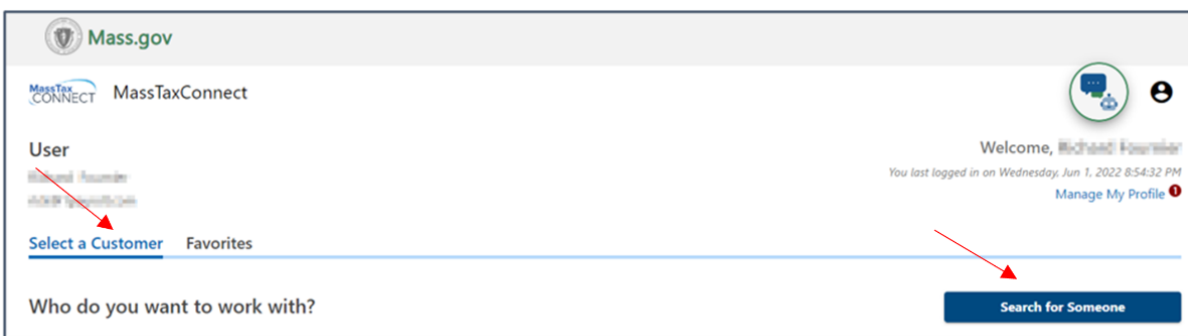 Mass.gov
MassTax
CONNECT
MassTaxConnect
User
Welcome,
You last logged in on Wednesday, Jun 1, 2022 8:54:32 PM
Manage My Profile 1
Select a Customer Favorites
Who do you want to work with?
Search for Someone